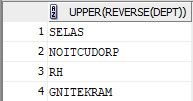 UPPER(REVERSE(DEPT))
1 SELAS
2 NOITCUDORP
3 RH
4 GNITEKRAM